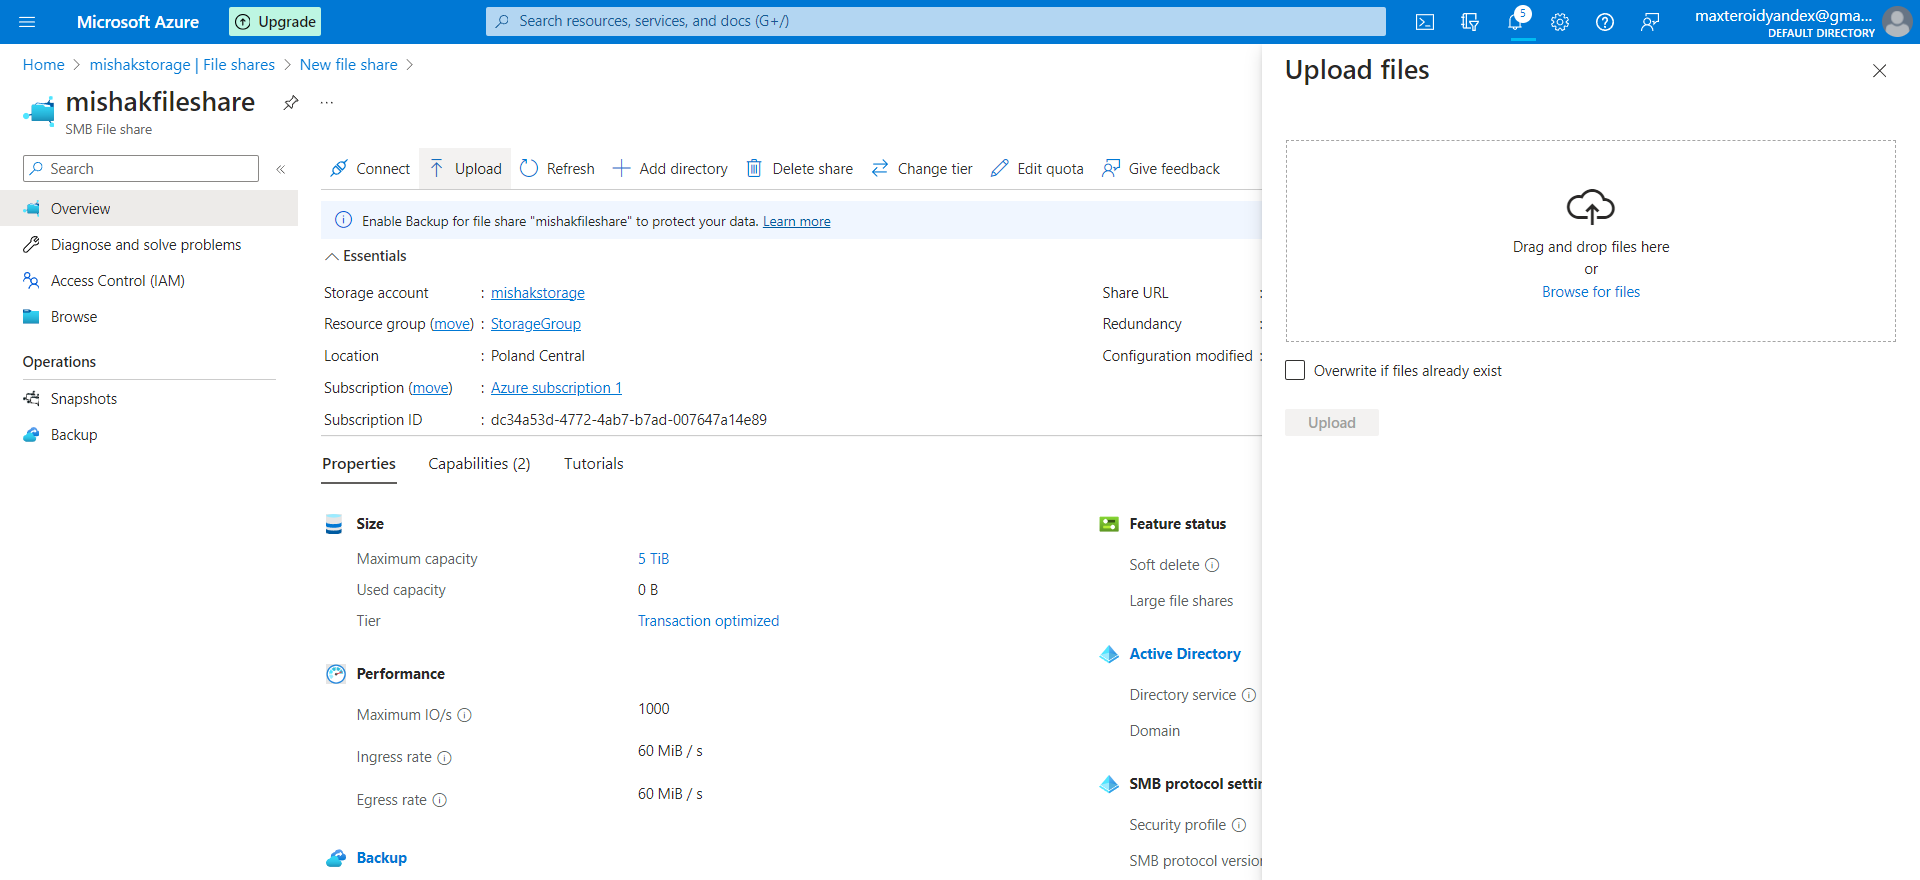 Microsoft Azure
Upgrade
Search resources, services, and docs (G+/)
5
maxteroidyandex@gma...
DEFAULT DIRECTORY
Home > mishakstorage | File shares > New file share >
mishakfileshare
...
SMB File share
Search
«
Overview
Diagnose and solve problems
Access Control (IAM)
Browse
Operations
Snapshots
Backup
Connect
Upload
Refresh
Add directory
Delete share
Change tier
Edit quota
Give feedback
Enable Backup for file share "mishakfileshare" to protect your data. Learn more
Essentials
Storage account : mishakstorage
Resource group (move) : StorageGroup
Location : Poland Central
Subscription (move) : Azure subscription 1
Subscription ID : dc34a53d-4772-4ab7-b7ad-007647a14e89
Share URL :
Redundancy :
Configuration modified :
Properties
Capabilities (2)
Tutorials
Size
Maximum capacity 5 TiB
Used capacity 0 B
Tier Transaction optimized
Performance
Maximum IO/s 1000
Ingress rate 60 MiB / s
Egress rate 60 MiB / s
Backup
Feature status
Soft delete
Large file shares
Active Directory
Directory service
Domain
SMB protocol settin
Security profile
SMB protocol version
Upload files
Drag and drop files here
or
Browse for files
Overwrite if files already exist
Upload